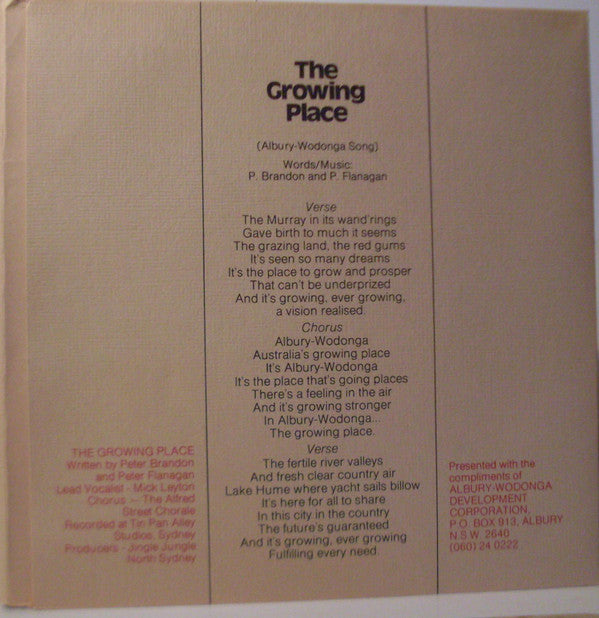 The
Growing
Place
(Albury-Wodonga Song)
Words/Music:
P. Brandon and P. Flanagan
Verse
The Murray in its wand'rings
Gave birth to much it seems
The grazing land, the red gums
It's seen so many dreams
It's the place to grow and prosper
That can't be underprized
And it's growing, ever growing,
a vision realised.
Chorus
Albury-Wodonga
Australia's growing place
It's Albury-Wodonga
It's the place that's going places
There's a feeling in the air
And it's growing stronger
In Albury-Wodonga...
The growing place.
Verse
The fertile river valleys
And fresh clear country air
Lake Hume where yacht sails billow
It's here for all to share
In this city in the country
The future's guaranteed
And it's growing, ever growing
Fulfilling every need.
THE GROWING PLACE
Written by Peter Brandon
and Peter Flanagan
Lead Vocalist - Mick Leyton
Chorus - The Alfred
Street Chorale
Recorded at Tin Pan Alley
Studios, Sydney
Producers - Jingle Jungle
North Sydney
Presented with the
compliments of
ALBURY-WODONGA
DEVELOPMENT
CORPORATION,
P.O. BOX 913, ALBURY
N S W 2640
(060) 24 0222